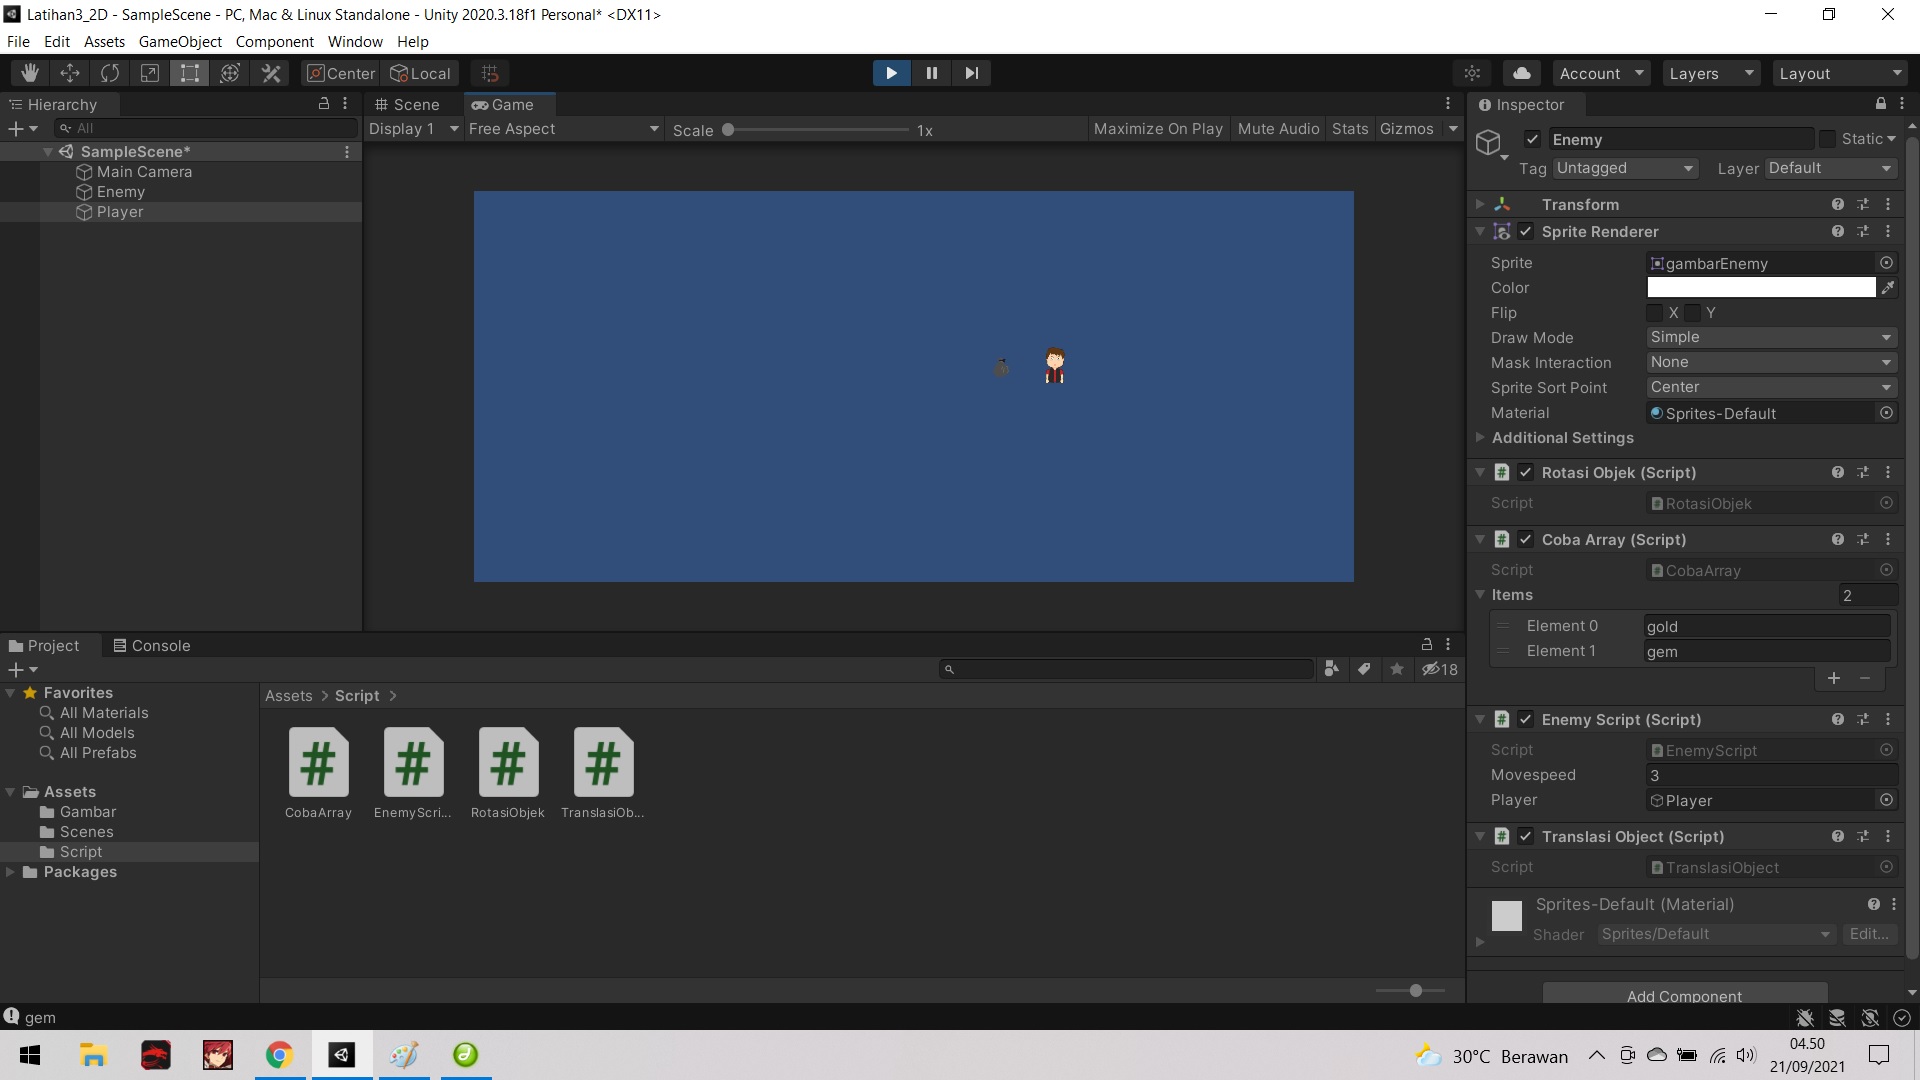 Latihan3_2D - SampleScene - PC, Mac & Linux Standalone - Unity 2020.3.18f1 Personal* <DX11>
File Edit Assets GameObject Component Window Help
Center Local Account Layers Layout
Hierarchy
All
SampleScene*
Main Camera
Enemy
Player
Scene Game
Display 1 Free Aspect Scale 1x Maximize On Play Mute Audio Stats Gizmos
Inspector
Enemy Static
Tag Untagged Layer Default
Transform
Sprite Renderer
Sprite gambarEnemy
Color
Flip X Y
Draw Mode Simple
Mask Interaction None
Sprite Sort Point Center
Material Sprites-Default
Additional Settings
Rotasi Objek (Script)
Script RotasiObjek
Coba Array (Script)
Script CobaArray
Items 2
Element 0 gold
Element 1 gem
Enemy Script (Script)
Script EnemyScript
Movespeed 3
Player Player
Translasi Object (Script)
Script TranslasiObject
Sprites-Default (Material)
Shader Sprites/Default Edit...
Add Component
Project Console
18
Favorites
All Materials
All Models
All Prefabs
Assets
Gambar
Scenes
Script
Packages
Assets > Script >
CobaArray EnemyScri... RotasiObjek TranslasiOb...
gem
30°C Berawan
04.50
21/09/2021